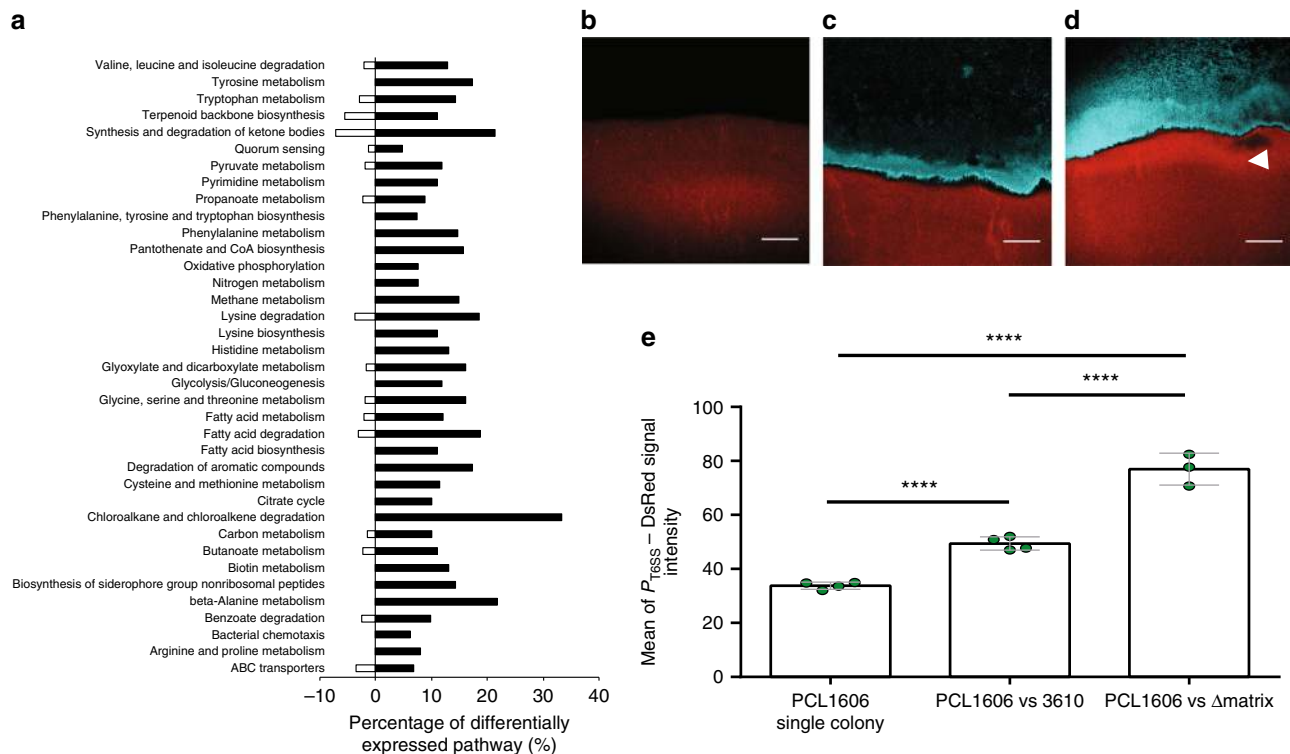 a
Valine, leucine and isoleucine degradation
Tyrosine metabolism
Tryptophan metabolism
Terpenoid backbone biosynthesis
Synthesis and degradation of ketone bodies
Quorum sensing
Pyruvate metabolism
Pyrimidine metabolism
Propanoate metabolism
Phenylalanine, tyrosine and tryptophan biosynthesis
Phenylalanine metabolism
Pantothenate and CoA biosynthesis
Oxidative phosphorylation
Nitrogen metabolism
Methane metabolism
Lysine degradation
Lysine biosynthesis
Histidine metabolism
Glyoxylate and dicarboxylate metabolism
Glycolysis/Gluconeogenesis
Glycine, serine and threonine metabolism
Fatty acid metabolism
Fatty acid degradation
Fatty acid biosynthesis
Degradation of aromatic compounds
Cysteine and methionine metabolism
Citrate cycle
Chloroalkane and chloroalkene degradation
Carbon metabolism
Butanoate metabolism
Biotin metabolism
Biosynthesis of siderophore group nonribosomal peptides
beta-Alanine metabolism
Benzoate degradation
Bacterial chemotaxis
Arginine and proline metabolism
ABC transporters
−10 0 10 20 30 40
Percentage of differentially
expressed pathway (%)
b
c
d
e
****
****
****
100
80
60
40
20
0
Mean of P_T6SS – DsRed signal
intensity
PCL1606
single colony
PCL1606 vs 3610
PCL1606 vs Δmatrix